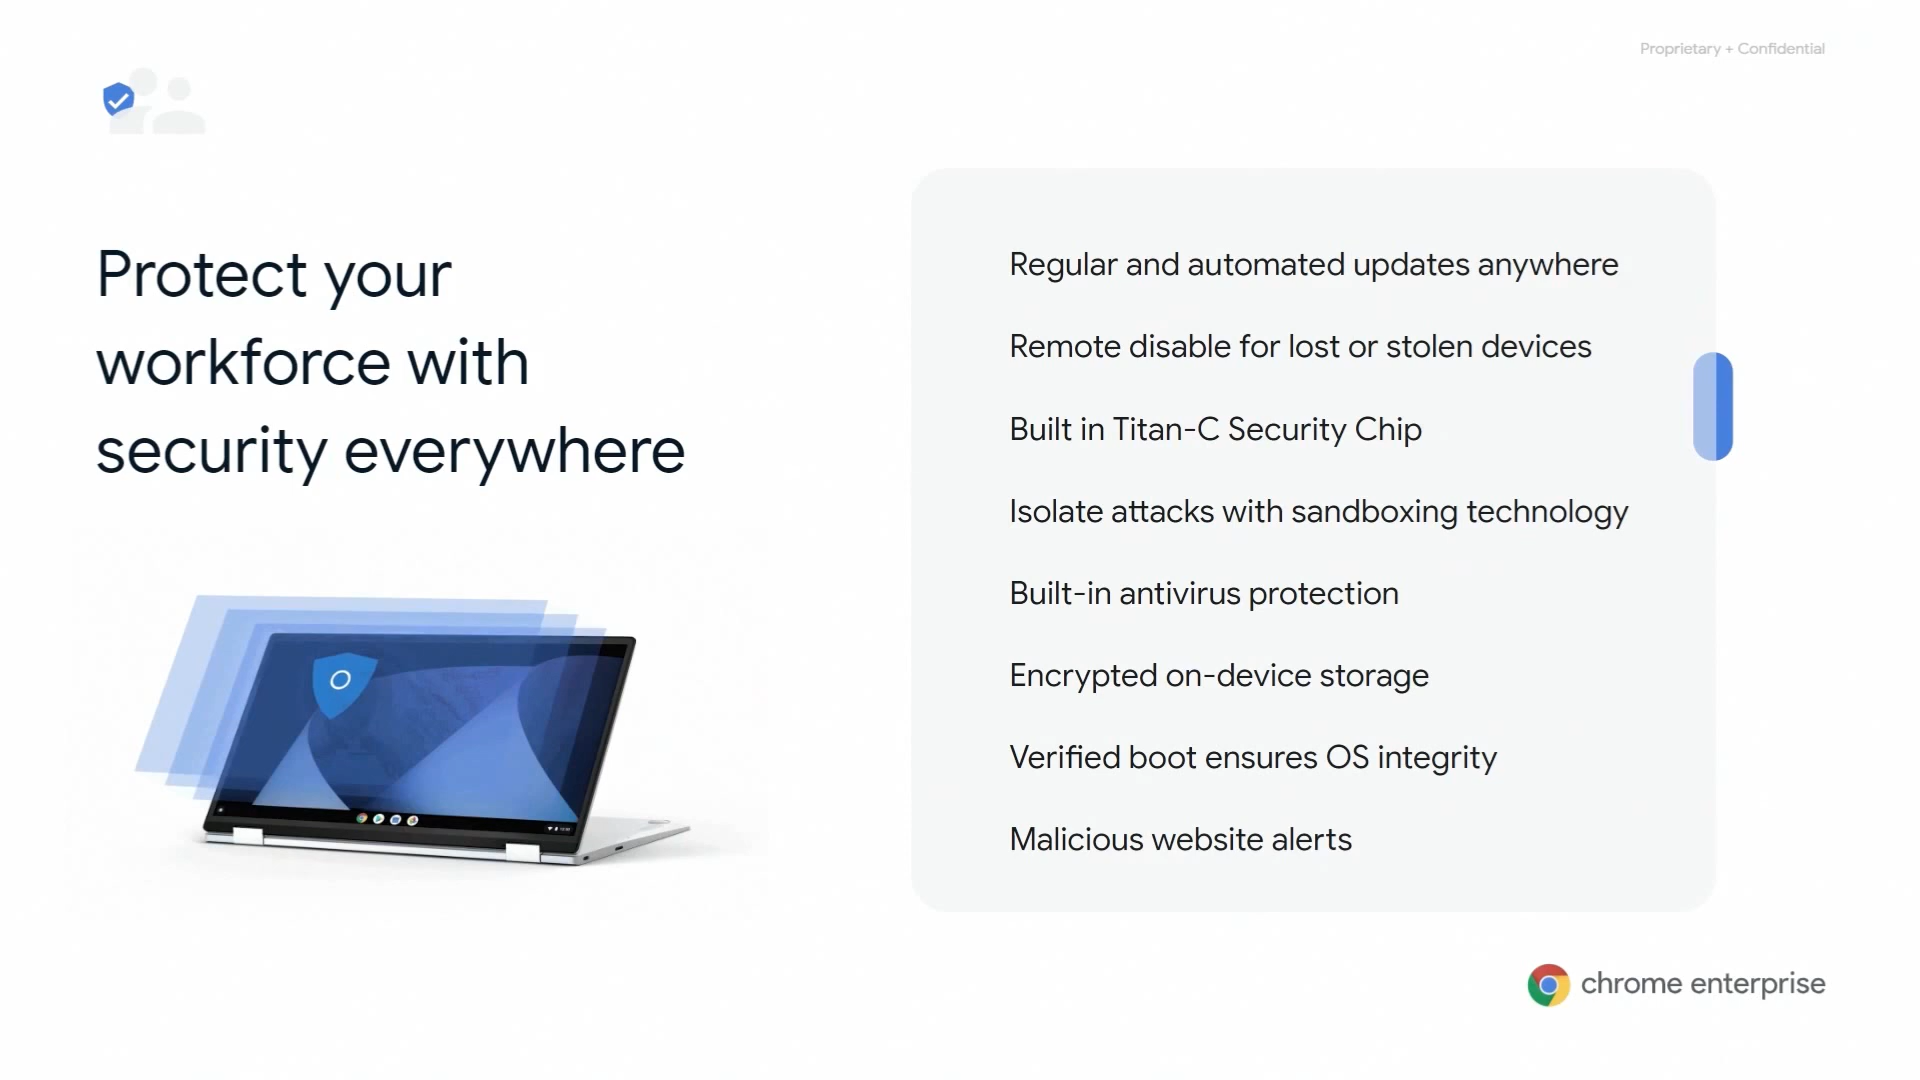 Proprietary + Confidential
Protect your
workforce with
security everywhere
Regular and automated updates anywhere
Remote disable for lost or stolen devices
Built in Titan-C Security Chip
Isolate attacks with sandboxing technology
Built-in antivirus protection
Encrypted on-device storage
Verified boot ensures OS integrity
Malicious website alerts
chrome enterprise